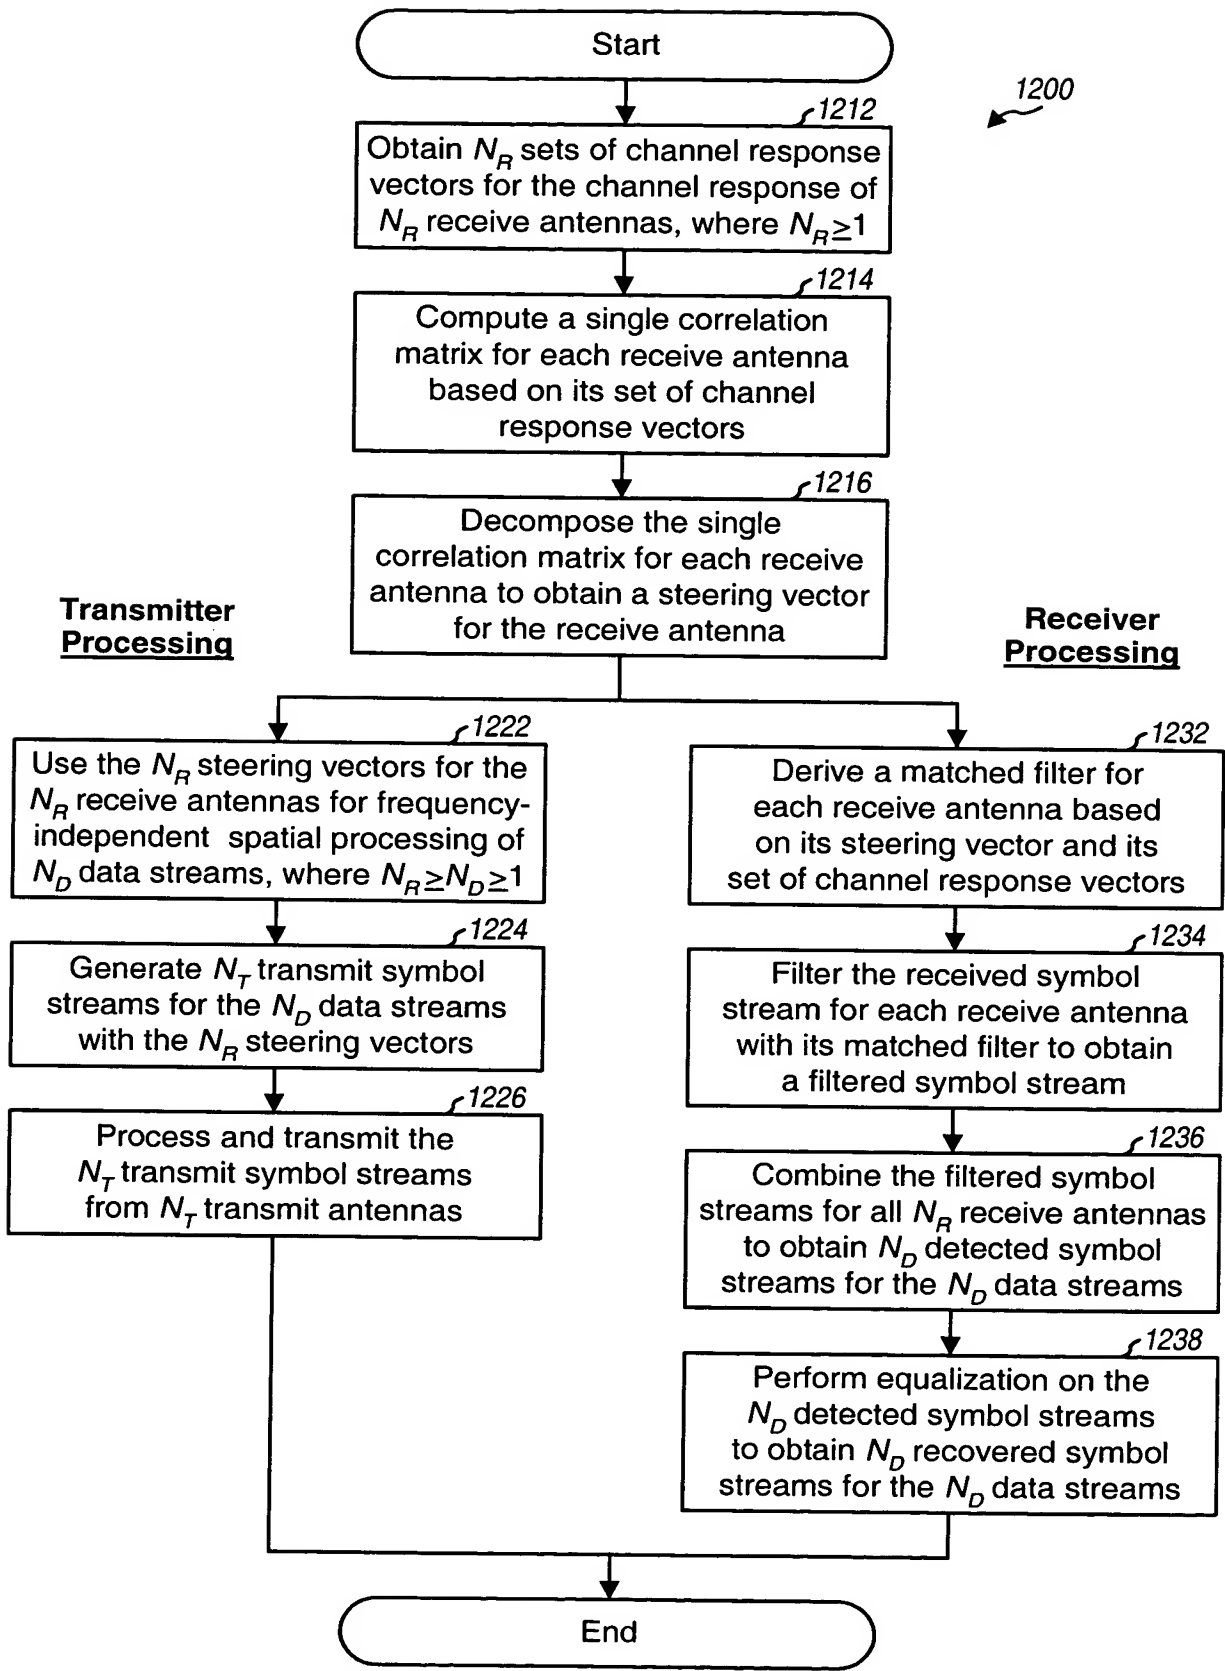 Start
1200
1212
Obtain N_R sets of channel response
vectors for the channel response of
N_R receive antennas, where N_R≥1
1214
Compute a single correlation
matrix for each receive antenna
based on its set of channel
response vectors
1216
Decompose the single
correlation matrix for each receive
antenna to obtain a steering vector
for the receive antenna
Transmitter
Processing
1222
Use the N_R steering vectors for the
N_R receive antennas for frequency-
independent spatial processing of
N_D data streams, where N_R≥N_D≥1
1224
Generate N_T transmit symbol
streams for the N_D data streams
with the N_R steering vectors
1226
Process and transmit the
N_T transmit symbol streams
from N_T transmit antennas
Receiver
Processing
1232
Derive a matched filter for
each receive antenna based
on its steering vector and its
set of channel response vectors
1234
Filter the received symbol
stream for each receive antenna
with its matched filter to obtain
a filtered symbol stream
1236
Combine the filtered symbol
streams for all N_R receive antennas
to obtain N_D detected symbol
streams for the N_D data streams
1238
Perform equalization on the
N_D detected symbol streams
to obtain N_D recovered symbol
streams for the N_D data streams
End